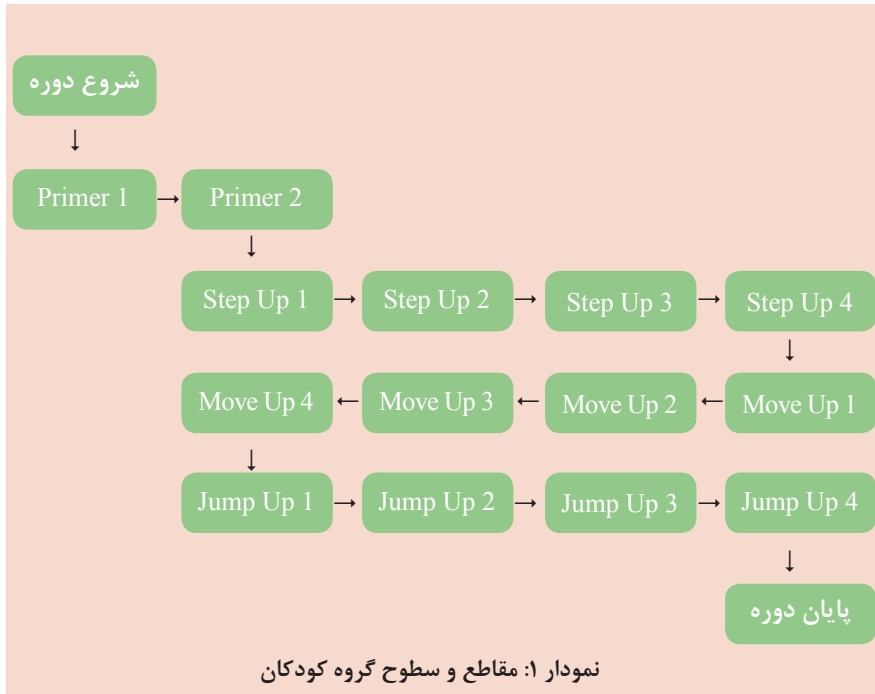 شروع دوره
↓
Primer 1 → Primer 2
↓
Step Up 1 → Step Up 2 → Step Up 3 → Step Up 4
↓
Move Up 4 ← Move Up 3 ← Move Up 2 ← Move Up 1
↓
Jump Up 1 → Jump Up 2 → Jump Up 3 → Jump Up 4
↓
پایان دوره
نمودار ۱: مقاطع و سطوح گروه کودکان